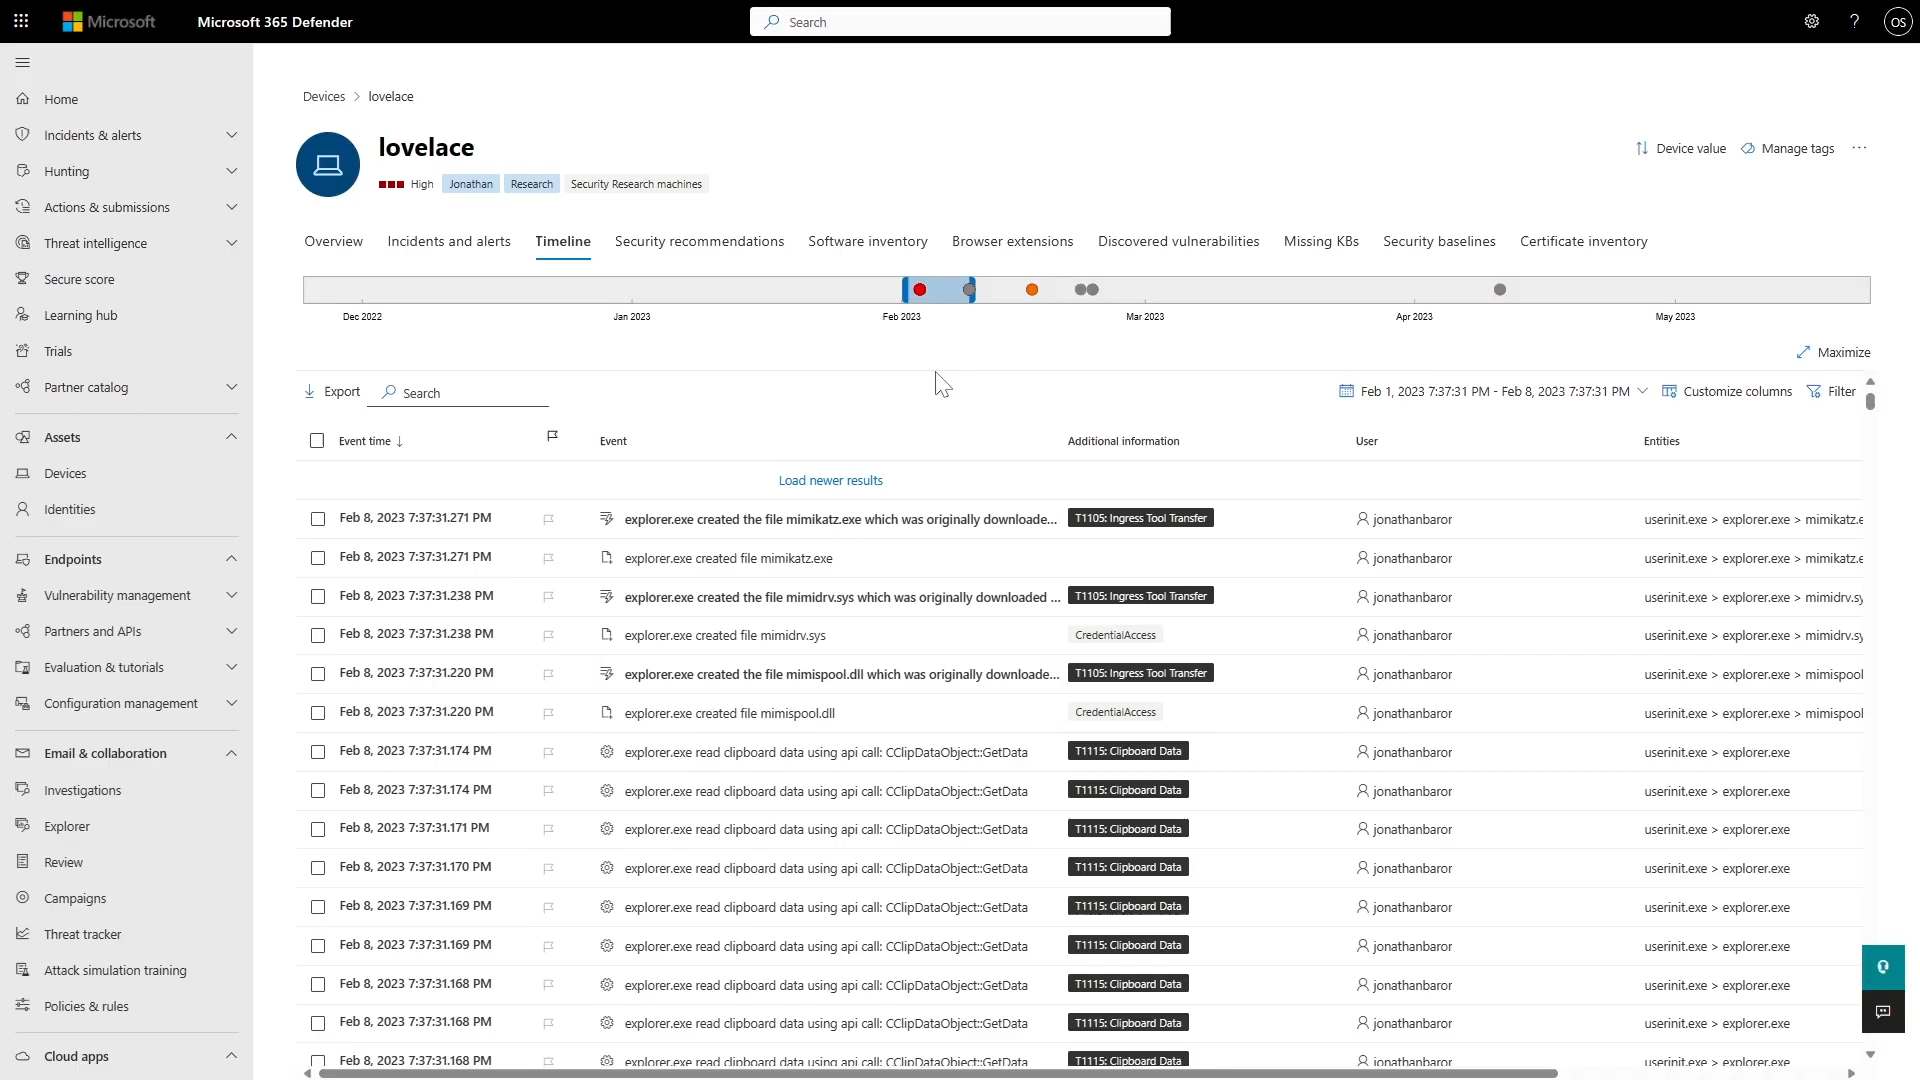 Microsoft Microsoft 365 Defender Search ? OS
Home
Incidents & alerts
Hunting
Actions & submissions
Threat intelligence
Secure score
Learning hub
Trials
Partner catalog
Assets
Devices
Identities
Endpoints
Vulnerability management
Partners and APIs
Evaluation & tutorials
Configuration management
Email & collaboration
Investigations
Explorer
Review
Campaigns
Threat tracker
Attack simulation training
Policies & rules
Cloud apps
Devices > lovelace
lovelace
Device value Manage tags ...
High Jonathan Research Security Research machines
Overview Incidents and alerts Timeline Security recommendations Software inventory Browser extensions Discovered vulnerabilities Missing KBs Security baselines Certificate inventory
Dec 2022 Jan 2023 Feb 2023 Mar 2023 Apr 2023 May 2023
Maximize
Export Search Feb 1, 2023 7:37:31 PM - Feb 8, 2023 7:37:31 PM Customize columns Filter
Event time ↓ Event Additional information User Entities
Load newer results
Feb 8, 2023 7:37:31.271 PM explorer.exe created the file mimikatz.exe which was originally downloade... T1105: Ingress Tool Transfer jonathanbaror userinit.exe > explorer.exe > mimikatz.e
Feb 8, 2023 7:37:31.271 PM explorer.exe created file mimikatz.exe jonathanbaror userinit.exe > explorer.exe > mimikatz.e
Feb 8, 2023 7:37:31.238 PM explorer.exe created the file mimidrv.sys which was originally downloaded ... T1105: Ingress Tool Transfer jonathanbaror userinit.exe > explorer.exe > mimidrv.sy
Feb 8, 2023 7:37:31.238 PM explorer.exe created file mimidrv.sys CredentialAccess jonathanbaror userinit.exe > explorer.exe > mimidrv.sy
Feb 8, 2023 7:37:31.220 PM explorer.exe created the file mimispool.dll which was originally downloade... T1105: Ingress Tool Transfer jonathanbaror userinit.exe > explorer.exe > mimispool
Feb 8, 2023 7:37:31.220 PM explorer.exe created file mimispool.dll CredentialAccess jonathanbaror userinit.exe > explorer.exe > mimispool
Feb 8, 2023 7:37:31.174 PM explorer.exe read clipboard data using api call: CClipDataObject::GetData T1115: Clipboard Data jonathanbaror userinit.exe > explorer.exe
Feb 8, 2023 7:37:31.174 PM explorer.exe read clipboard data using api call: CClipDataObject::GetData T1115: Clipboard Data jonathanbaror userinit.exe > explorer.exe
Feb 8, 2023 7:37:31.171 PM explorer.exe read clipboard data using api call: CClipDataObject::GetData T1115: Clipboard Data jonathanbaror userinit.exe > explorer.exe
Feb 8, 2023 7:37:31.170 PM explorer.exe read clipboard data using api call: CClipDataObject::GetData T1115: Clipboard Data jonathanbaror userinit.exe > explorer.exe
Feb 8, 2023 7:37:31.169 PM explorer.exe read clipboard data using api call: CClipDataObject::GetData T1115: Clipboard Data jonathanbaror userinit.exe > explorer.exe
Feb 8, 2023 7:37:31.169 PM explorer.exe read clipboard data using api call: CClipDataObject::GetData T1115: Clipboard Data jonathanbaror userinit.exe > explorer.exe
Feb 8, 2023 7:37:31.168 PM explorer.exe read clipboard data using api call: CClipDataObject::GetData T1115: Clipboard Data jonathanbaror userinit.exe > explorer.exe
Feb 8, 2023 7:37:31.168 PM explorer.exe read clipboard data using api call: CClipDataObject::GetData T1115: Clipboard Data jonathanbaror userinit.exe > explorer.exe
Feb 8, 2023 7:37:31.168 PM explorer.exe read clipboard data using api call: CClipDataObject::GetData T1115: Clipboard Data jonathanbaror userinit.exe > explorer.exe